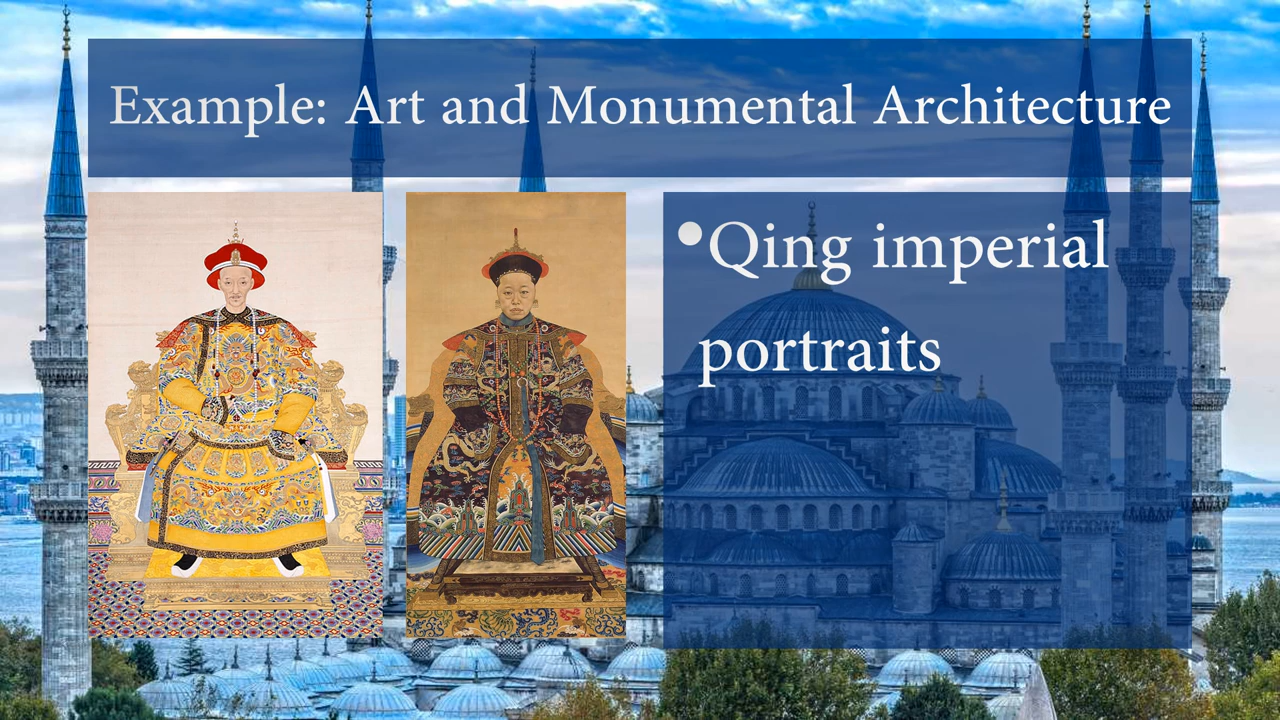 Example: Art and Monumental Architecture
•Qing imperial
portraits